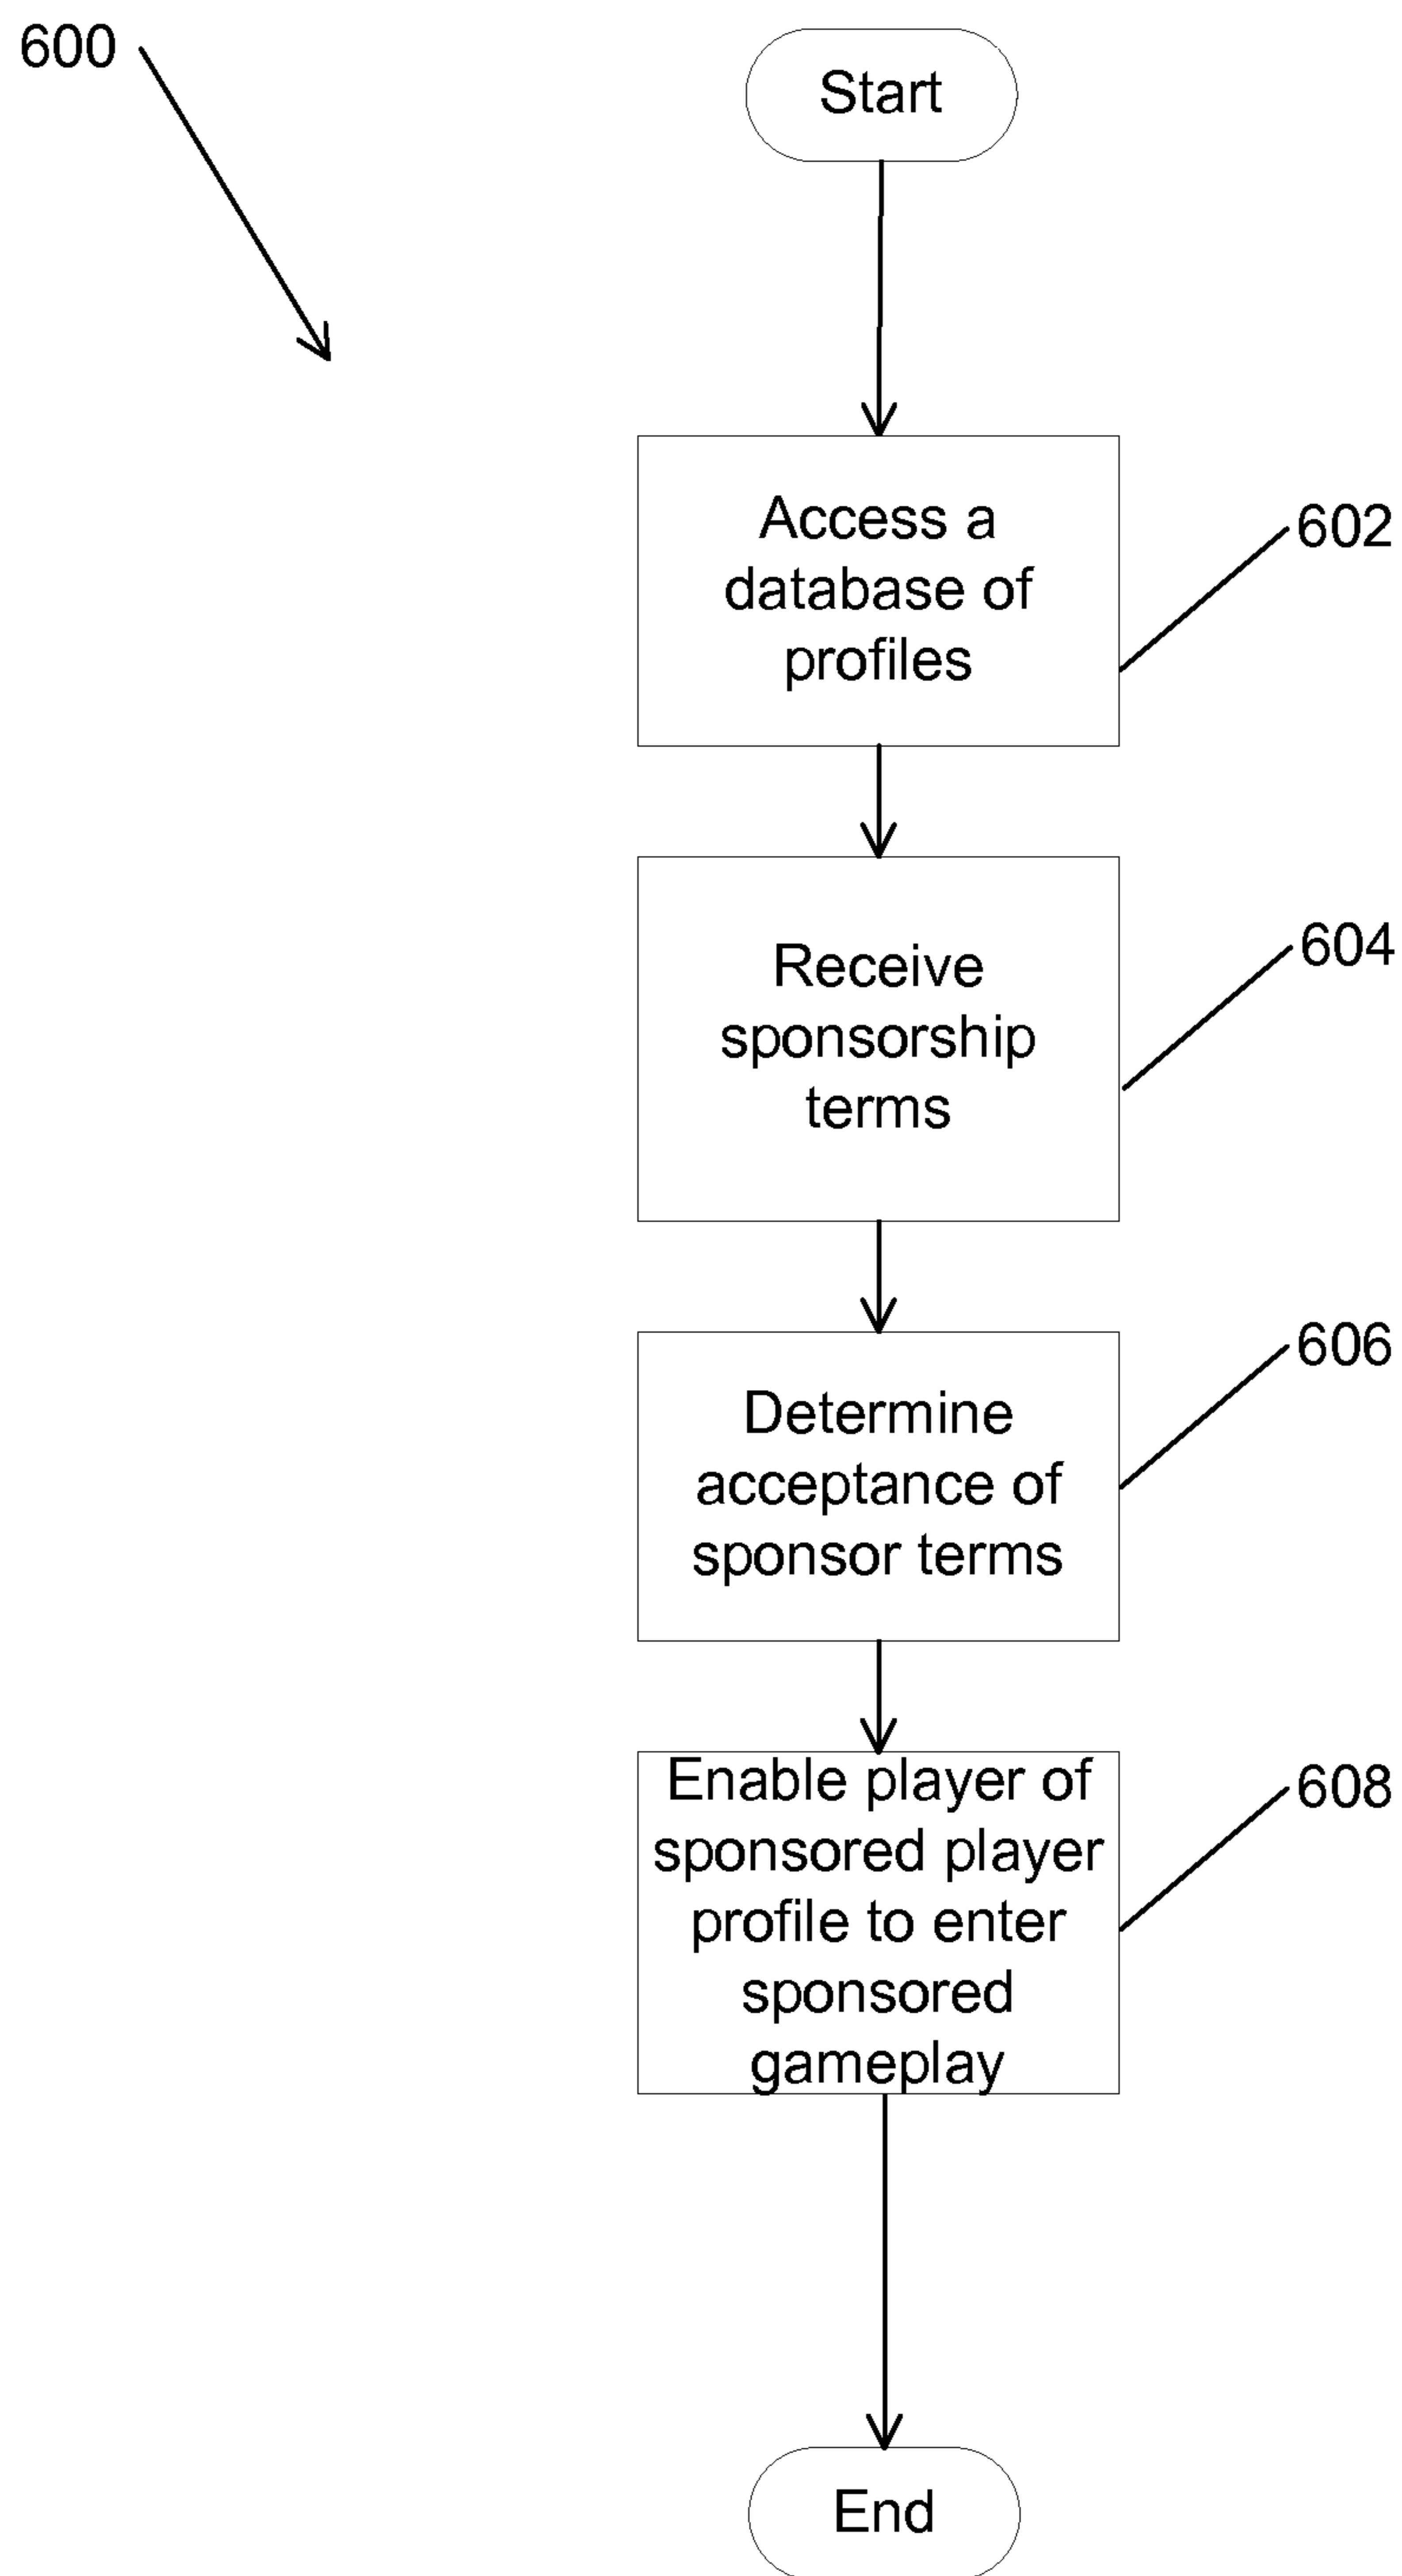 600
Start
Access a
database of
profiles
602
Receive
sponsorship
terms
604
Determine
acceptance of
sponsor terms
606
Enable player of
sponsored player
profile to enter
sponsored
gameplay
608
End